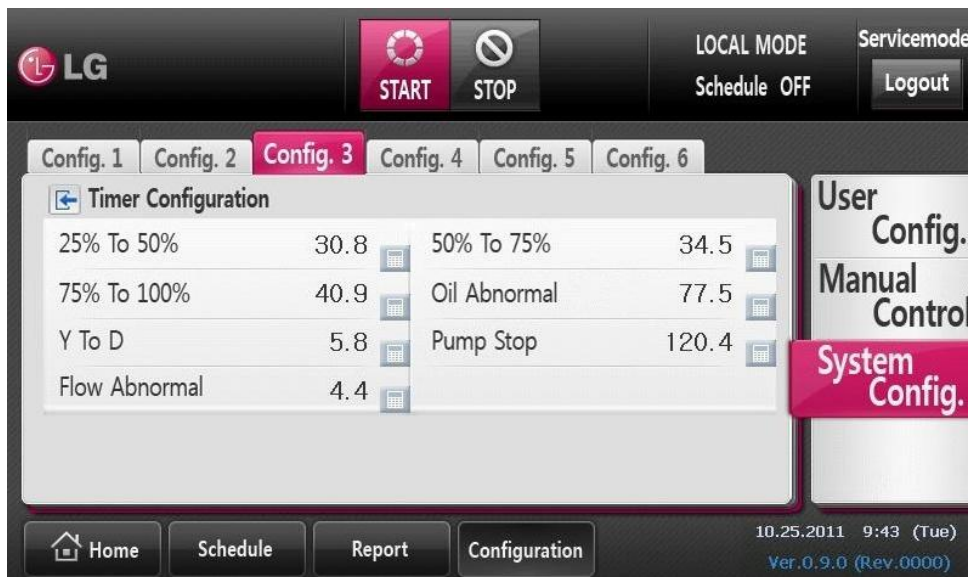 LG
START
STOP
LOCAL MODE
Schedule OFF
Servicemode
Logout
Config. 1
Config. 2
Config. 3
Config. 4
Config. 5
Config. 6
Timer Configuration
25% To 50% 30.8
50% To 75% 34.5
75% To 100% 40.9
Oil Abnormal 77.5
Y To D 5.8
Pump Stop 120.4
Flow Abnormal 4.4
User
Config.
Manual
Control
System
Config.
Home
Schedule
Report
Configuration
10.25.2011 9:43 (Tue)
Ver.0.9.0 (Rev.0000)